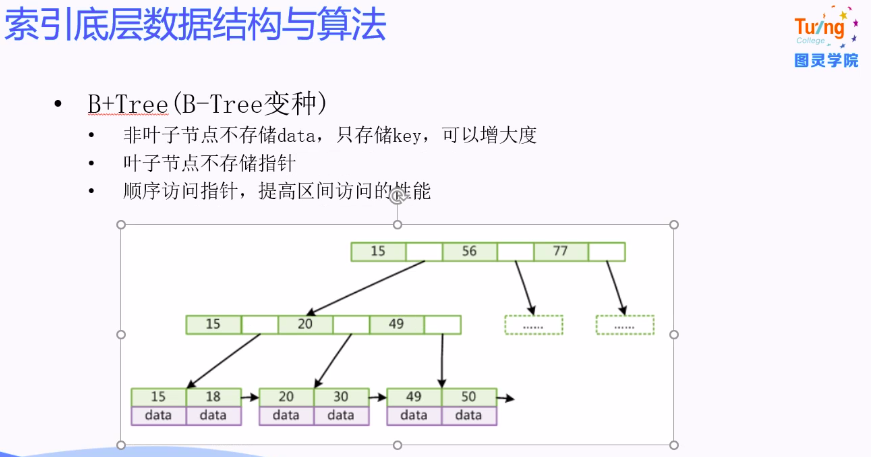 索引底层数据结构与算法
Tuling
College
图灵学院
• B+Tree(B-Tree变种)
• 非叶子节点不存储data，只存储key，可以增大度
• 叶子节点不存储指针
• 顺序访问指针，提高区间访问的性能
15 56 77
15 20 49 ...... ......
15 18 20 30 49 50
data data data data data data